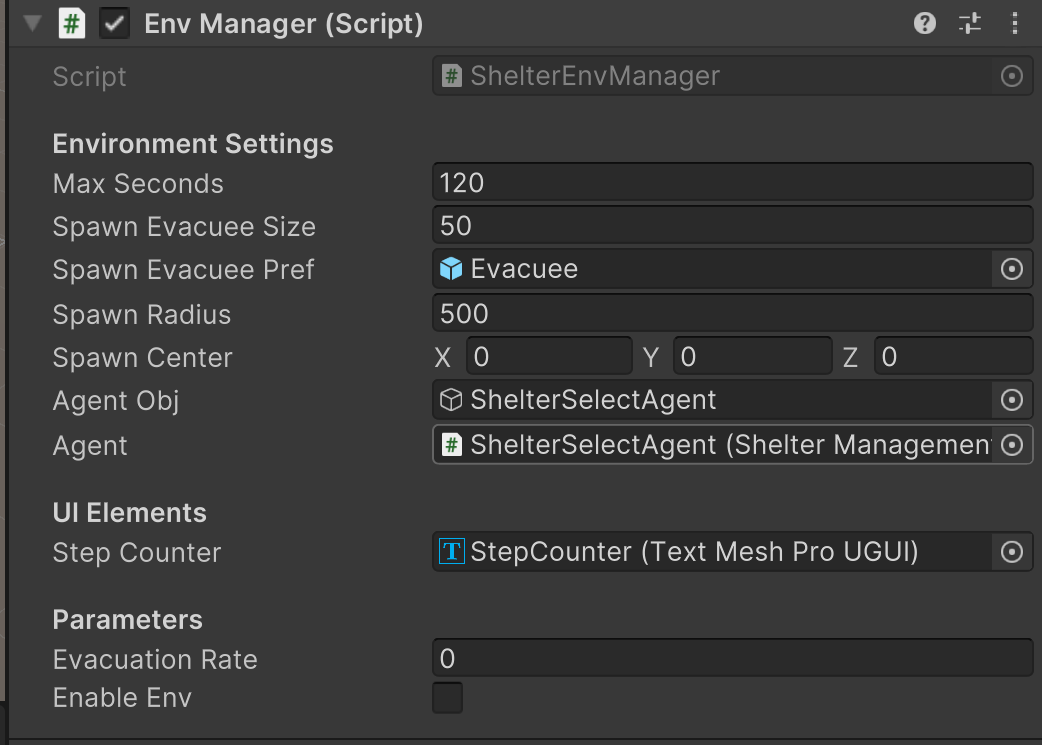 Env Manager (Script)
Script ShelterEnvManager
Environment Settings
Max Seconds 120
Spawn Evacuee Size 50
Spawn Evacuee Pref Evacuee
Spawn Radius 500
Spawn Center X 0 Y 0 Z 0
Agent Obj ShelterSelectAgent
Agent ShelterSelectAgent (Shelter Management
UI Elements
Step Counter StepCounter (Text Mesh Pro UGUI)
Parameters
Evacuation Rate 0
Enable Env